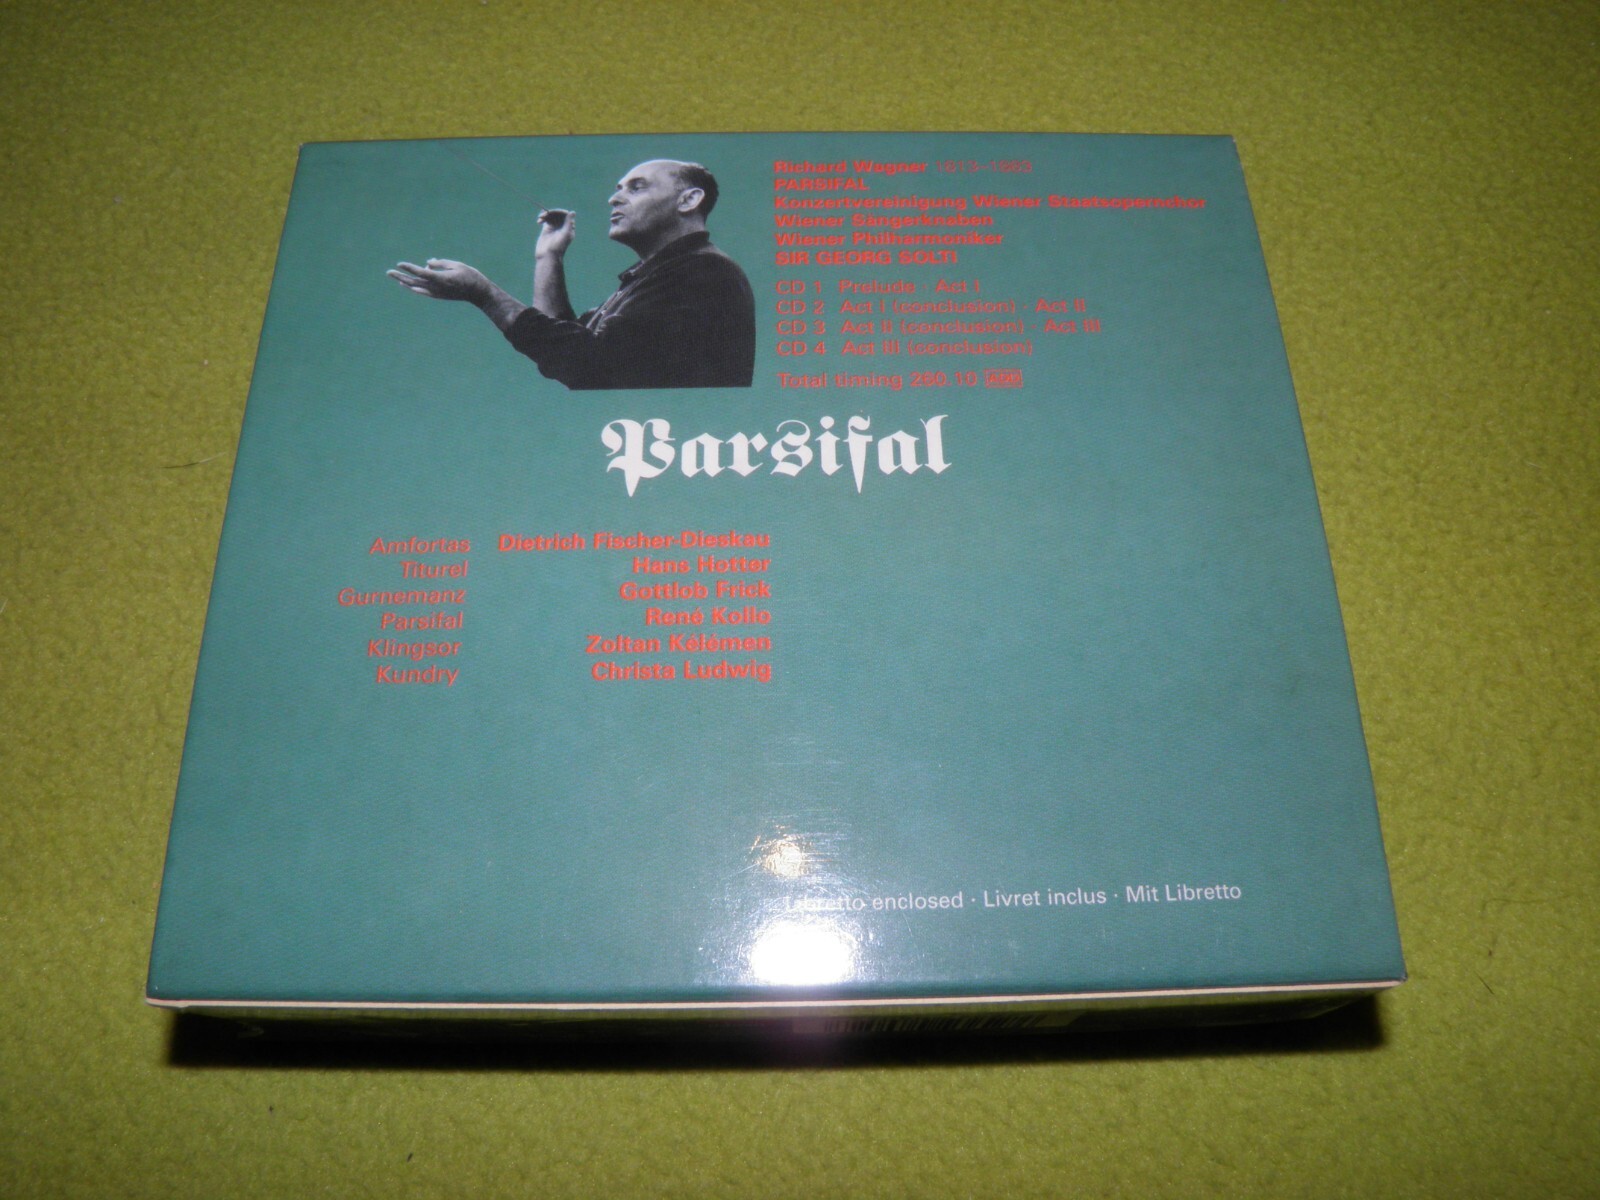 Richard Wagner 1813-1883
PARSIFAL
Konzertvereinigung Wiener Staatsopernchor
Wiener Sängerknaben
Wiener Philharmoniker
SIR GEORG SOLTI
CD 1 Prelude · Act I
CD 2 Act I (conclusion) · Act II
CD 3 Act II (conclusion) · Act III
CD 4 Act III (conclusion)
Total timing 260.10
Parsifal
Amfortas Dietrich Fischer-Dieskau
Titurel Hans Hotter
Gurnemanz Gottlob Frick
Parsifal René Kollo
Klingsor Zoltan Kélémen
Kundry Christa Ludwig
Libretto enclosed · Livret inclus · Mit Libretto